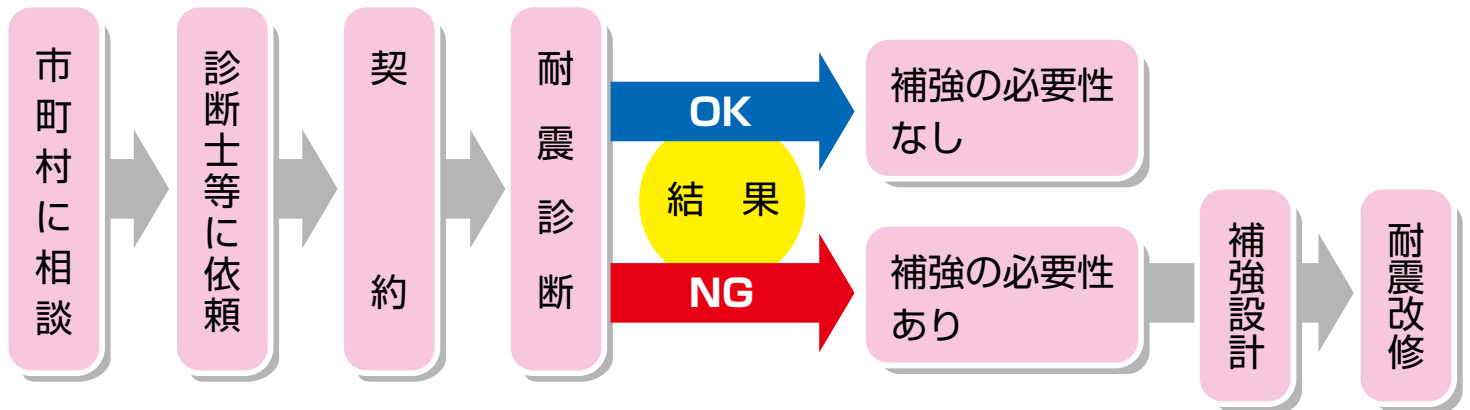 市町村に相談
診断士等に依頼
契約
耐震診断
OK
結果
NG
補強の必要性
なし
補強の必要性
あり
補強設計
耐震改修